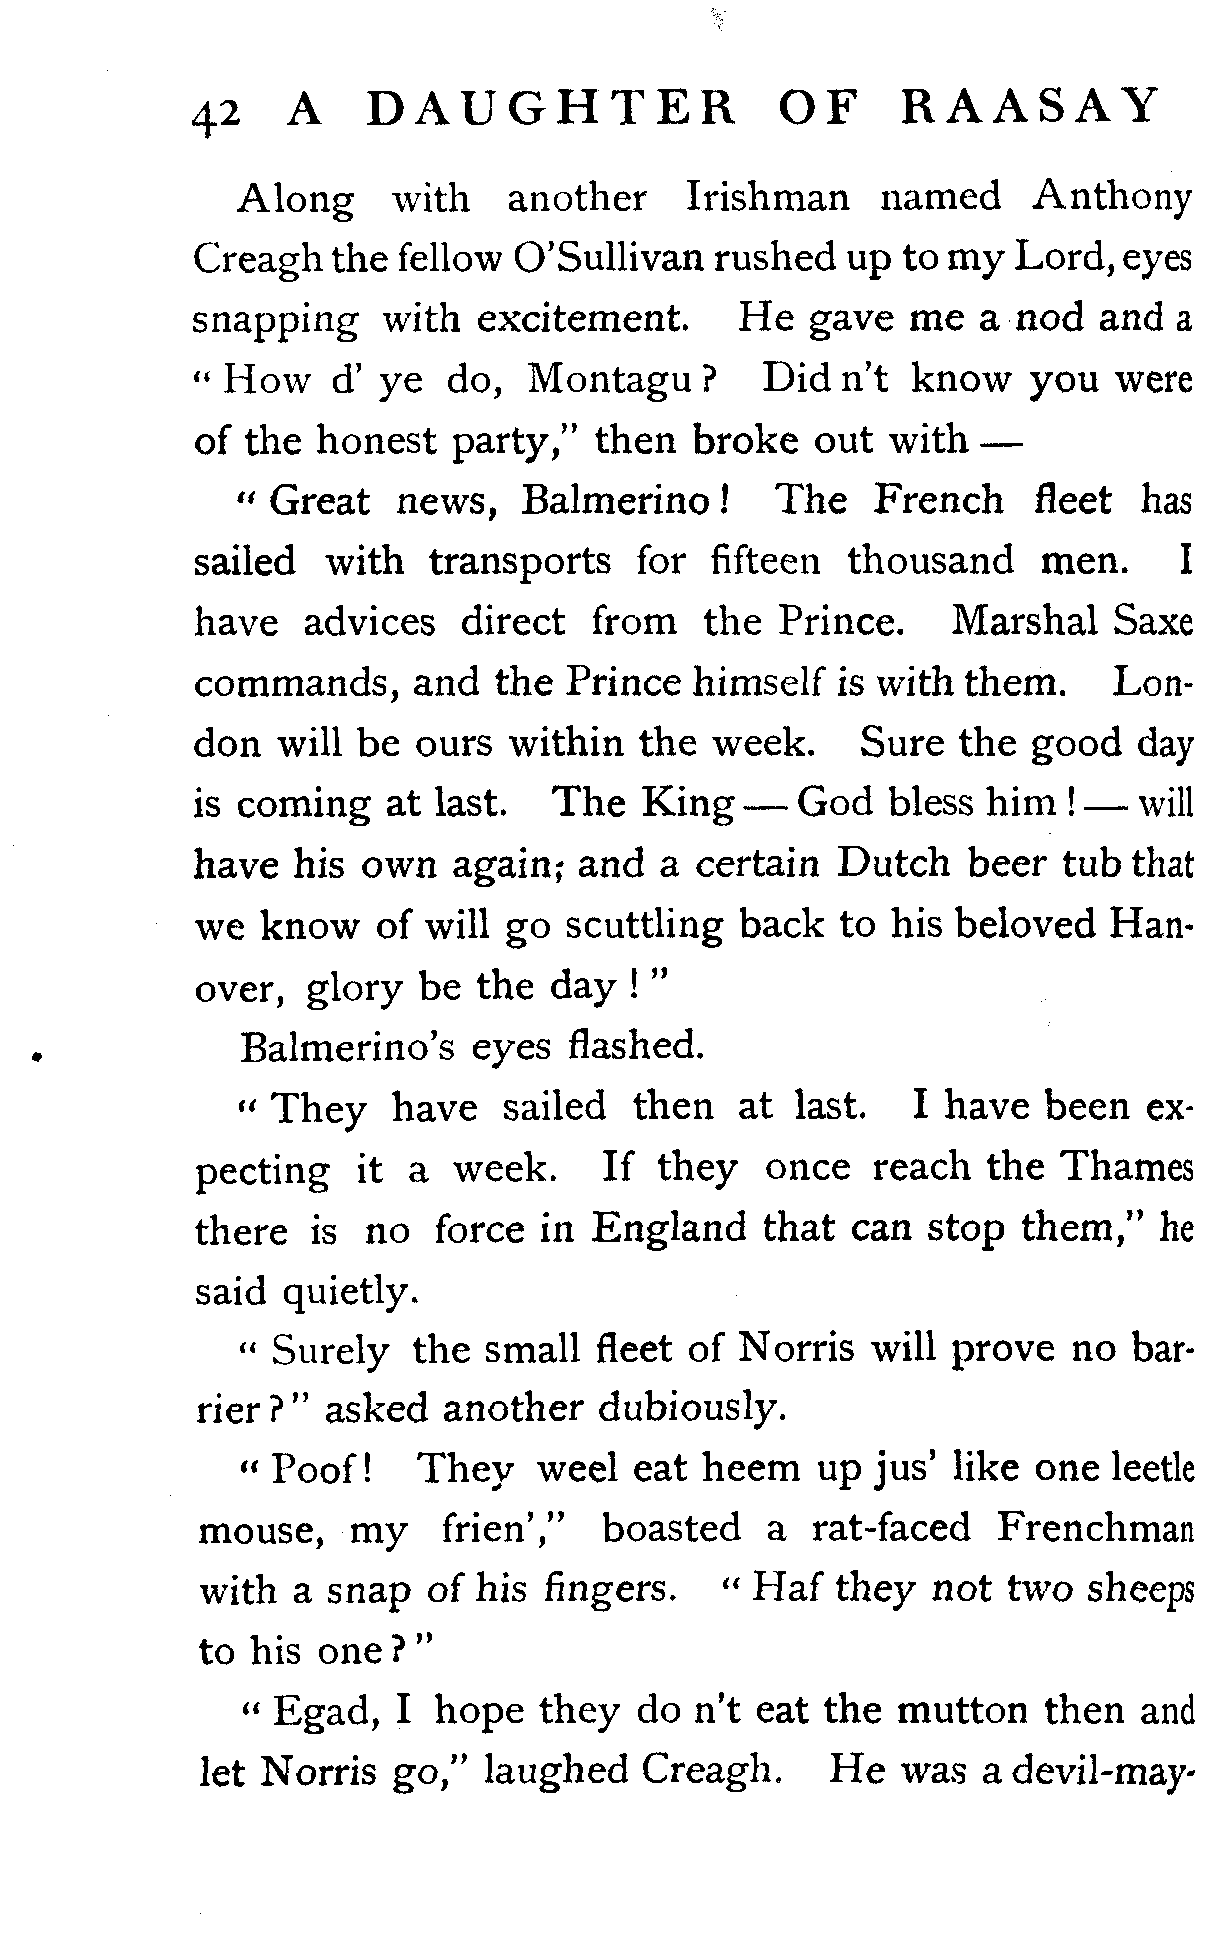 42 A DAUGHTER OF RAASAY
Along with another Irishman named Anthony
Creagh the fellow O'Sullivan rushed up to my Lord, eyes
snapping with excitement. He gave me a nod and a
" How d' ye do, Montagu ? Did n't know you were
of the honest party," then broke out with —
" Great news, Balmerino ! The French fleet has
sailed with transports for fifteen thousand men. I
have advices direct from the Prince. Marshal Saxe
commands, and the Prince himself is with them. Lon-
don will be ours within the week. Sure the good day
is coming at last. The King — God bless him ! — will
have his own again; and a certain Dutch beer tub that
we know of will go scuttling back to his beloved Han-
over, glory be the day ! "
Balmerino's eyes flashed.
" They have sailed then at last. I have been ex-
pecting it a week. If they once reach the Thames
there is no force in England that can stop them," he
said quietly.
" Surely the small fleet of Norris will prove no bar-
rier ? " asked another dubiously.
" Poof! They weel eat heem up jus' like one leetle
mouse, my frien'," boasted a rat-faced Frenchman
with a snap of his fingers. " Haf they not two sheeps
to his one ? "
" Egad, I hope they do n't eat the mutton then and
let Norris go," laughed Creagh. He was a devil-may-